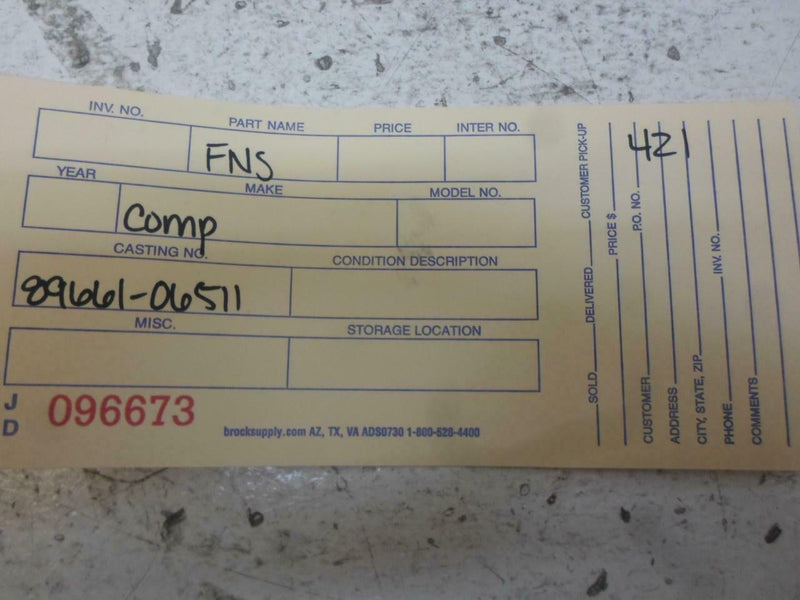 INV. NO. PART NAME PRICE INTER NO.
FNS
YEAR MAKE MODEL NO.
Comp
CASTING NO. CONDITION DESCRIPTION
89661-06511
MISC. STORAGE LOCATION
J
D
096673
brocksupply.com AZ, TX, VA ADS0730 1-800-528-4400
SOLD DELIVERED CUSTOMER PICK-UP
PRICE $
CUSTOMER P.O. NO.
421
ADDRESS
CITY, STATE, ZIP
PHONE INV. NO.
COMMENTS